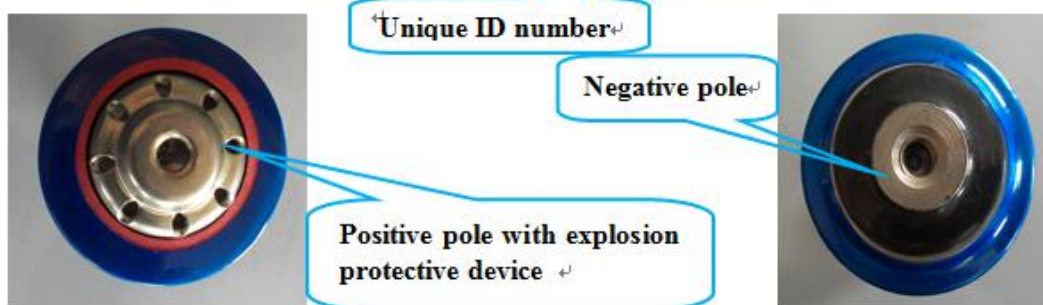 Unique ID number
Negative pole
Positive pole with explosion
protective device